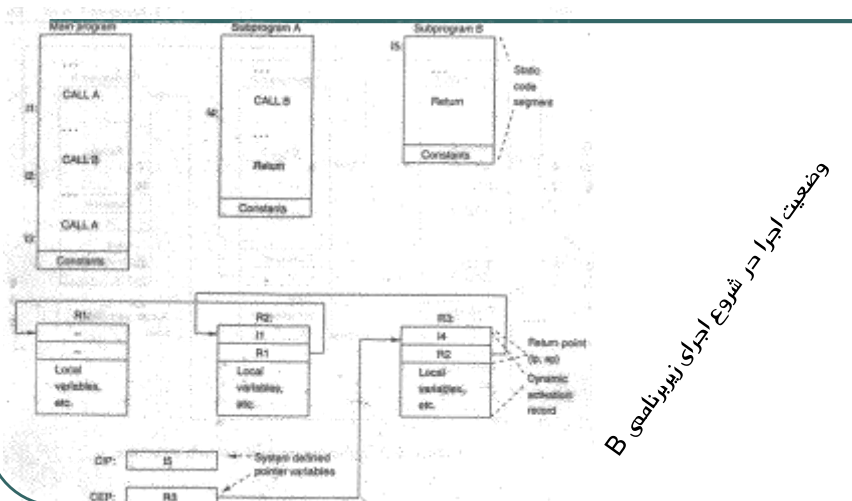 Main program
...
CALL A
I1:
...
CALL B
I2:
...
CALL A
I3:
Constants
Subprogram A
...
CALL B
I4:
...
Return
Constants
Subprogram B
I5:
...
Return
Constants
Static
code
segment
R1:
–
–
Local
variables,
etc.
R2:
I1
R1
Local
variables,
etc.
R3:
I4
R2
Local
variables,
etc.
Return point
(ip, ep)
Dynamic
activation
record
CIP:
I5
System defined
pointer variables
CEP:
R3
وضعیت اجرا در شروع اجرای زیربرنامه‌ی B